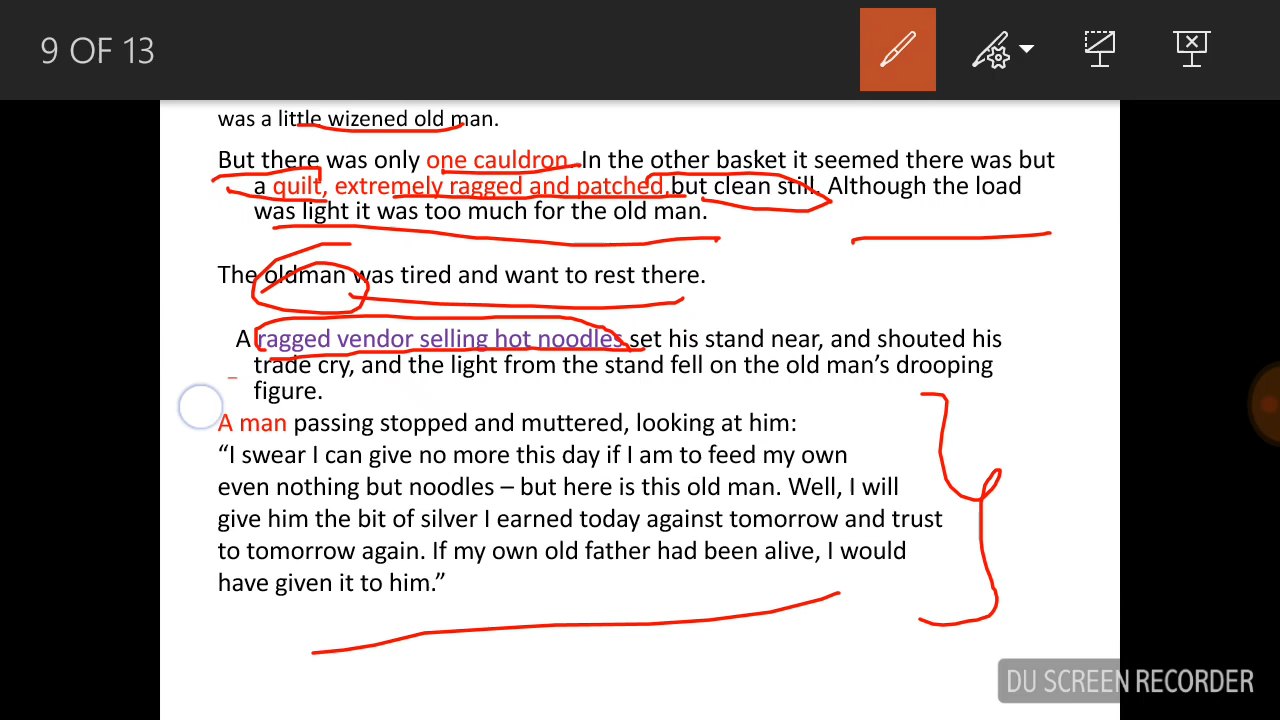 9 OF 13
was a little wizened old man.
But there was only one cauldron. In the other basket it seemed there was but
a quilt, extremely ragged and patched,but clean still. Although the load
was light it was too much for the old man.
The oldman was tired and want to rest there.
A ragged vendor selling hot noodles set his stand near, and shouted his
trade cry, and the light from the stand fell on the old man’s drooping
figure.
A man passing stopped and muttered, looking at him:
“I swear I can give no more this day if I am to feed my own
even nothing but noodles – but here is this old man. Well, I will
give him the bit of silver I earned today against tomorrow and trust
to tomorrow again. If my own old father had been alive, I would
have given it to him.”
DU SCREEN RECORDER